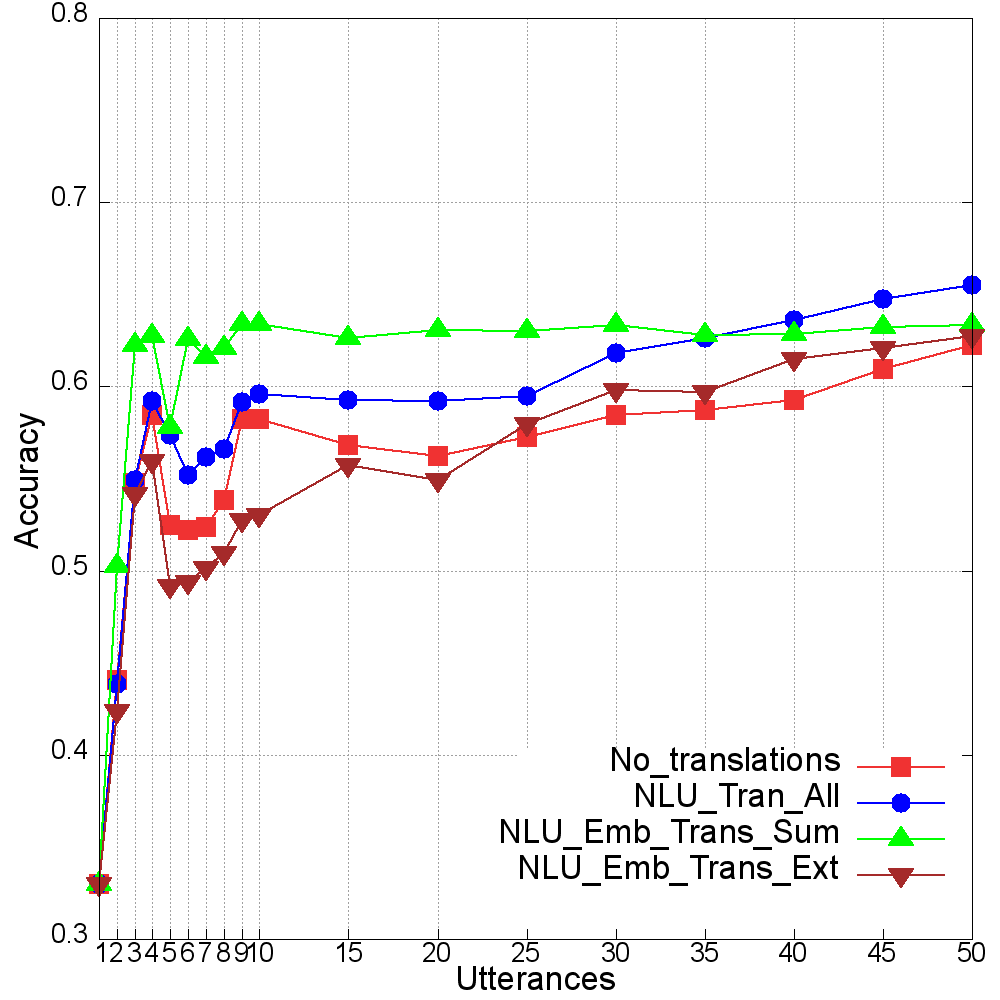 0.8
0.7
0.6
0.5
0.4
0.3
Accuracy
No_translations
NLU_Tran_All
NLU_Emb_Trans_Sum
NLU_Emb_Trans_Ext
1 2 3 4 5 6 7 8 9 10 15 20 25 30 35 40 45 50
Utterances